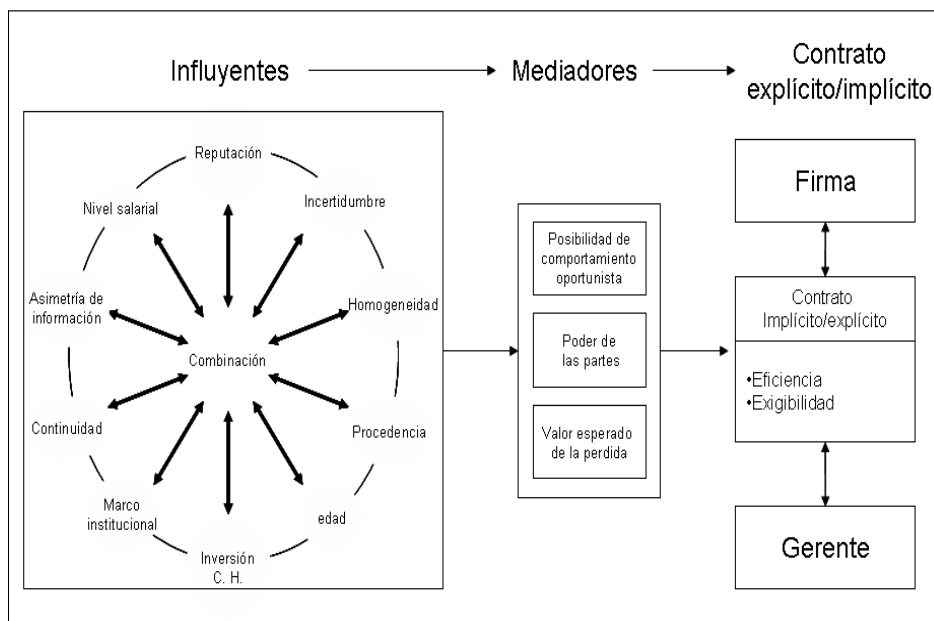 Influyentes
Mediadores
Contrato
explícito/implícito
Reputación
Nivel salarial
Incertidumbre
Asimetría de
información
Homogeneidad
Combinación
Continuidad
Procedencia
Marco
institucional
edad
Inversión
C. H.
Posibilidad de
comportamiento
oportunista
Poder de
las partes
Valor esperado
de la perdida
Firma
Contrato
Implícito/explícito
•Eficiencia
•Exigibilidad
Gerente